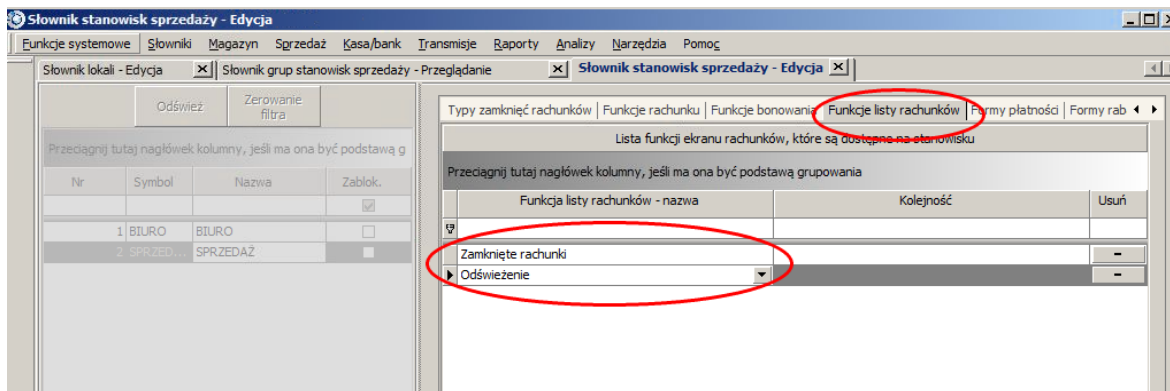 Słownik stanowisk sprzedaży - Edycja
Funkcje systemowe Słowniki Magazyn Sprzedaż Kasa/bank Transmisje Raporty Analizy Narzędzia Pomoc
Słownik lokali - Edycja Słownik grup stanowisk sprzedaży - Przeglądanie Słownik stanowisk sprzedaży - Edycja
Odśwież Zerowanie filtra
Przeciągnij tutaj nagłówek kolumny, jeśli ma ona być podstawą g
Nr Symbol Nazwa Zablok.
1 BIURO BIURO
2 SPRZED... SPRZEDAŻ
Typy zamknięć rachunków Funkcje rachunku Funkcje bonowania Funkcje listy rachunków Formy płatności Formy rab
Lista funkcji ekranu rachunków, które są dostępne na stanowisku
Przeciągnij tutaj nagłówek kolumny, jeśli ma ona być podstawą grupowania
Funkcja listy rachunków - nazwa Kolejność Usuń
Zamknięte rachunki -
Odświeżenie -